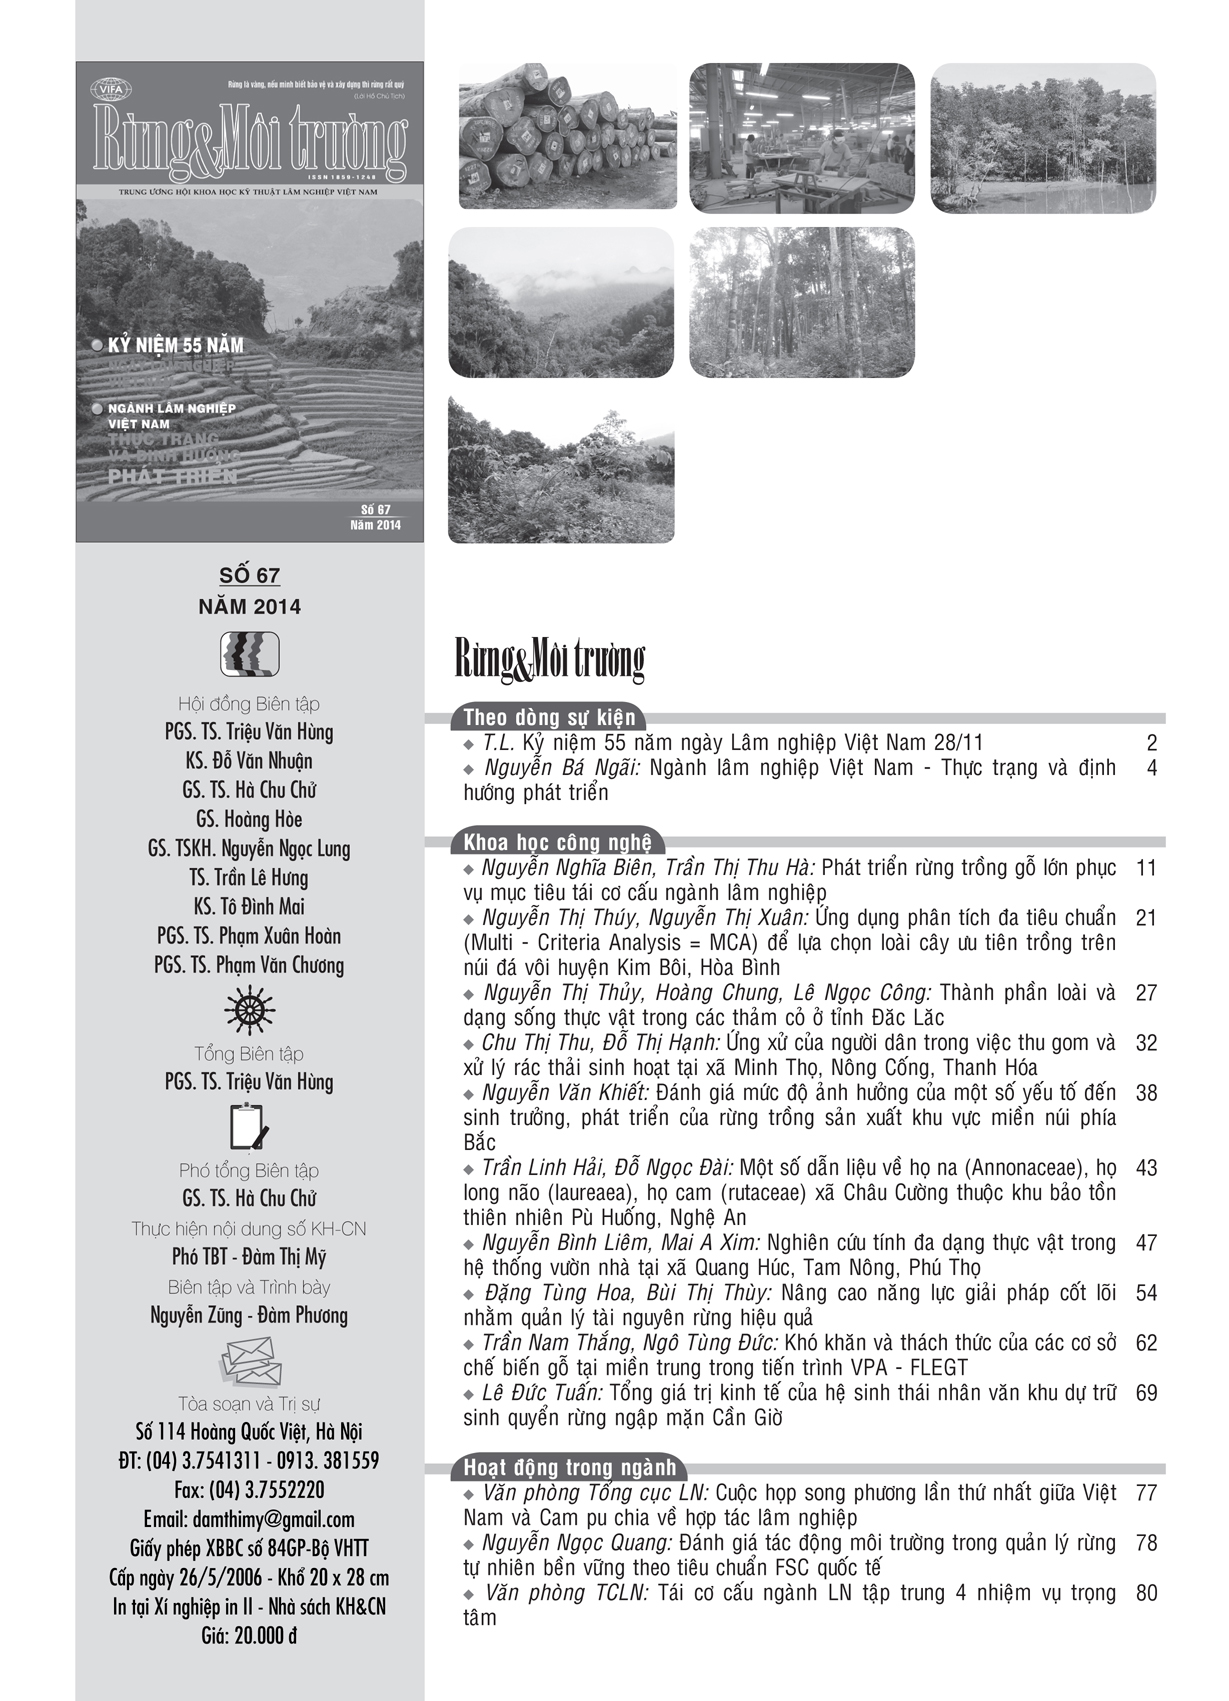 VIFA
Rừng là vàng, nếu mình biết bảo vệ và xây dựng thì rừng rất quý
(Lời Hồ Chủ Tịch)
Rừng&Môi trường
ISSN 1859-1248
TRUNG ƯƠNG HỘI KHOA HỌC KỸ THUẬT LÂM NGHIỆP VIỆT NAM
KỶ NIỆM 55 NĂM
NGÀY LÂM NGHIỆP
VIỆT NAM
NGÀNH LÂM NGHIỆP
VIỆT NAM
THỰC TRẠNG
VÀ ĐỊNH HƯỚNG
PHÁT TRIỂN
Số 67
Năm 2014
SỐ 67
NĂM 2014
Hội đồng Biên tập
PGS. TS. Triệu Văn Hùng
KS. Đỗ Văn Nhuận
GS. TS. Hà Chu Chử
GS. Hoàng Hòe
GS. TSKH. Nguyễn Ngọc Lung
TS. Trần Lê Hưng
KS. Tô Đình Mai
PGS. TS. Phạm Xuân Hoàn
PGS. TS. Phạm Văn Chương
Tổng Biên tập
PGS. TS. Triệu Văn Hùng
Phó tổng Biên tập
GS. TS. Hà Chu Chử
Thực hiện nội dung số KH-CN
Phó TBT - Đàm Thị Mỹ
Biên tập và Trình bày
Nguyễn Zũng - Đàm Phương
Tòa soạn và Trị sự
Số 114 Hoàng Quốc Việt, Hà Nội
ĐT: (04) 3.7541311 - 0913. 381559
Fax: (04) 3.7552220
Email: damthimy@gmail.com
Giấy phép XBBC số 84GP-Bộ VHTT
Cấp ngày 26/5/2006 - Khổ 20 x 28 cm
In tại Xí nghiệp in II - Nhà sách KH&CN
Giá: 20.000 đ
Rừng&Môi trường
Theo dòng sự kiện
◆ T.L. Kỷ niệm 55 năm ngày Lâm nghiệp Việt Nam 28/11 2
◆ Nguyễn Bá Ngãi: Ngành lâm nghiệp Việt Nam - Thực trạng và định 4
hướng phát triển
Khoa học công nghệ
◆ Nguyễn Nghĩa Biên, Trần Thị Thu Hà: Phát triển rừng trồng gỗ lớn phục 11
vụ mục tiêu tái cơ cấu ngành lâm nghiệp
◆ Nguyễn Thị Thúy, Nguyễn Thị Xuân: Ứng dụng phân tích đa tiêu chuẩn 21
(Multi - Criteria Analysis = MCA) để lựa chọn loài cây ưu tiên trồng trên
núi đá vôi huyện Kim Bôi, Hòa Bình
◆ Nguyễn Thị Thủy, Hoàng Chung, Lê Ngọc Công: Thành phần loài và 27
dạng sống thực vật trong các thảm cỏ ở tỉnh Đăc Lăc
◆ Chu Thị Thu, Đỗ Thị Hạnh: Ứng xử của người dân trong việc thu gom và 32
xử lý rác thải sinh hoạt tại xã Minh Thọ, Nông Cống, Thanh Hóa
◆ Nguyễn Văn Khiết: Đánh giá mức độ ảnh hưởng của một số yếu tố đến 38
sinh trưởng, phát triển của rừng trồng sản xuất khu vực miền núi phía
Bắc
◆ Trần Linh Hải, Đỗ Ngọc Đài: Một số dẫn liệu về họ na (Annonaceae), họ 43
long não (laureaea), họ cam (rutaceae) xã Châu Cường thuộc khu bảo tồn
thiên nhiên Pù Huống, Nghệ An
◆ Nguyễn Bình Liêm, Mai A Xim: Nghiên cứu tính đa dạng thực vật trong 47
hệ thống vườn nhà tại xã Quang Húc, Tam Nông, Phú Thọ
◆ Đặng Tùng Hoa, Bùi Thị Thùy: Nâng cao năng lực giải pháp cốt lõi 54
nhằm quản lý tài nguyên rừng hiệu quả
◆ Trần Nam Thắng, Ngô Tùng Đức: Khó khăn và thách thức của các cơ sở 62
chế biến gỗ tại miền trung trong tiến trình VPA - FLEGT
◆ Lê Đức Tuấn: Tổng giá trị kinh tế của hệ sinh thái nhân văn khu dự trữ 69
sinh quyển rừng ngập mặn Cần Giờ
Hoạt động trong ngành
◆ Văn phòng Tổng cục LN: Cuộc họp song phương lần thứ nhất giữa Việt 77
Nam và Cam pu chia về hợp tác lâm nghiệp
◆ Nguyễn Ngọc Quang: Đánh giá tác động môi trường trong quản lý rừng 78
tự nhiên bền vững theo tiêu chuẩn FSC quốc tế
◆ Văn phòng TCLN: Tái cơ cấu ngành LN tập trung 4 nhiệm vụ trọng 80
tâm